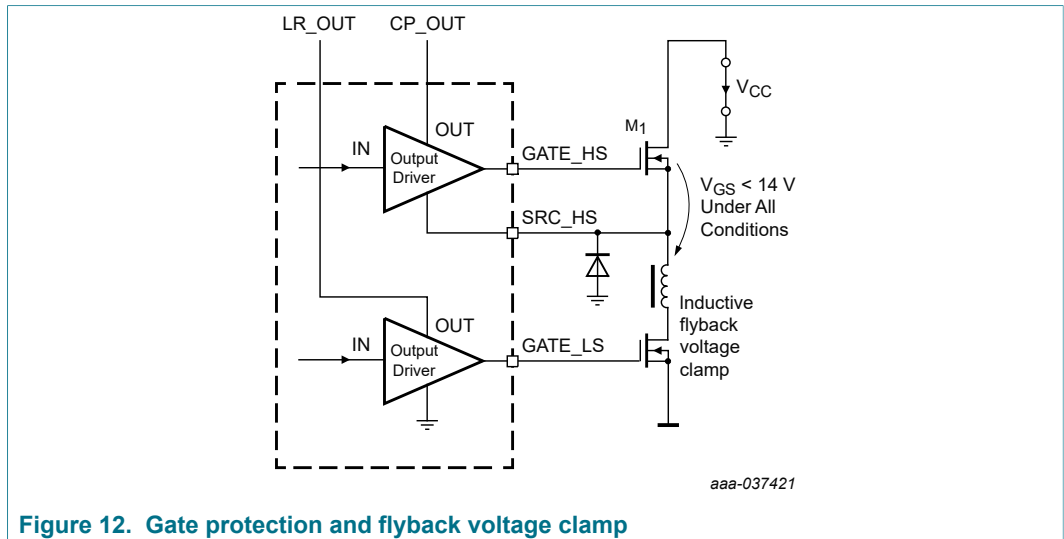 LR_OUT
CP_OUT
OUT
IN
Output
Driver
GATE_HS
M1
VCC
SRC_HS
VGS < 14 V
Under All
Conditions
OUT
IN
Output
Driver
GATE_LS
Inductive
flyback
voltage
clamp
aaa-037421
Figure 12. Gate protection and flyback voltage clamp